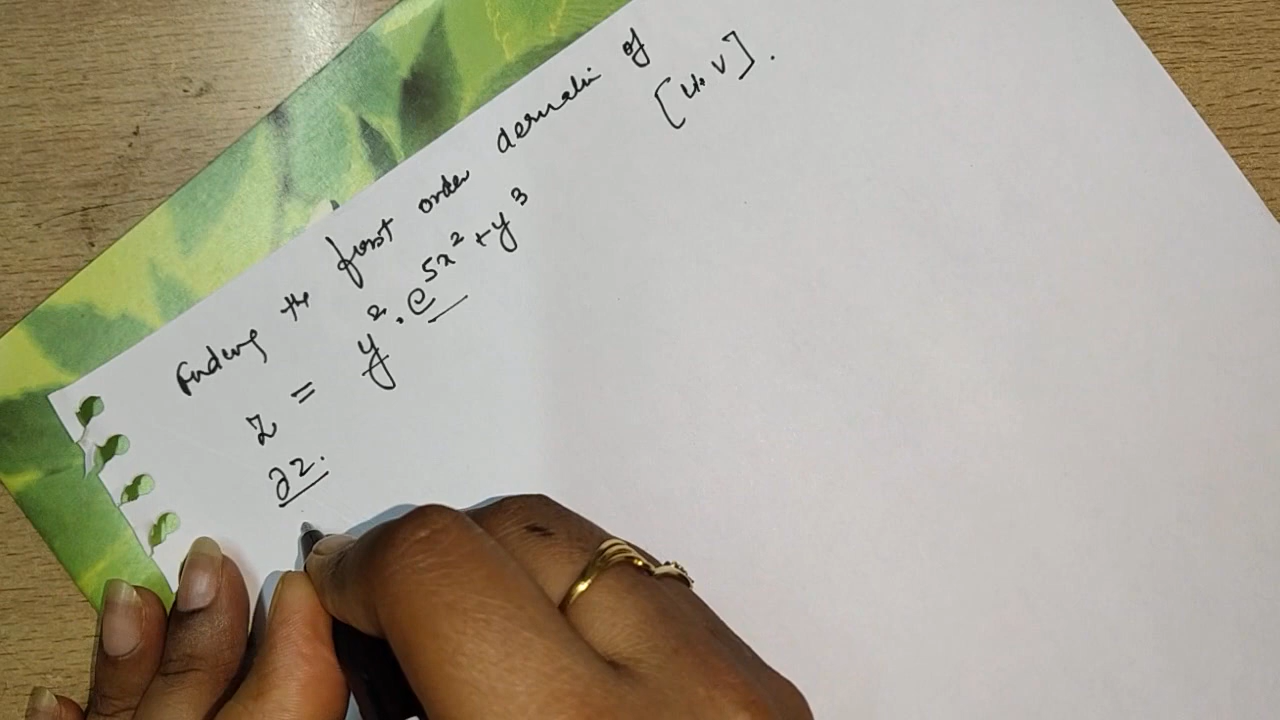 Finding the first order derivative of
z = y². e^5x² + y³ [u.v].
∂z.